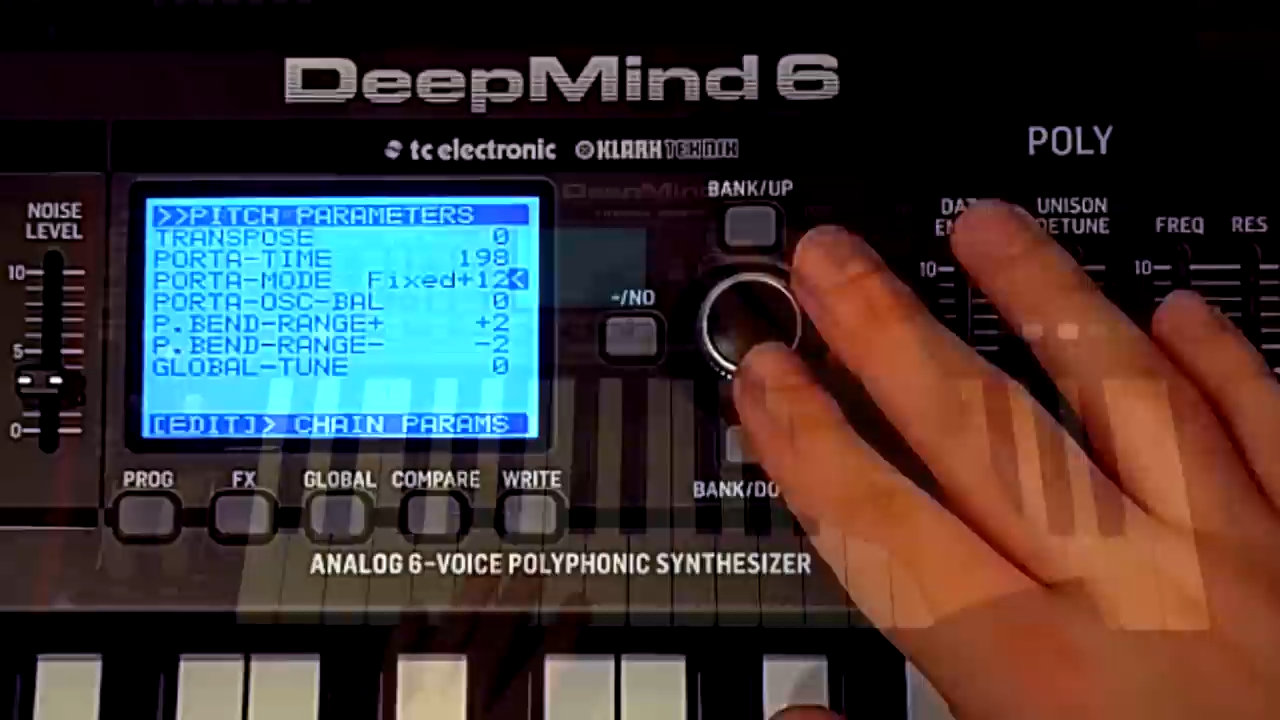 DeepMind 6
tc electronic KLARK TEKNIK
POLY
NOISE
LEVEL
10
5
0
>>PITCH PARAMETERS
TRANSPOSE 0
PORTA-TIME 198
PORTA-MODE Fixed+12<
PORTA-OSC-BAL 0
P.BEND-RANGE+ +2
P.BEND-RANGE- -2
GLOBAL-TUNE 0
[EDIT]> CHAIN PARAMS
BANK/UP
-/NO
UNISON
DETUNE
FREQ RES
10
10
PROG FX GLOBAL COMPARE WRITE
ANALOG 6-VOICE POLYPHONIC SYNTHESIZER